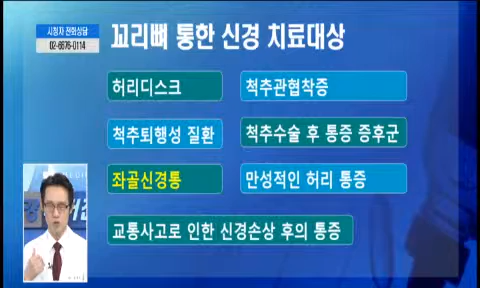 시청자 전화상담
02-6676-0114
꼬리뼈 통한 신경 치료대상
허리디스크
척추관협착증
척추퇴행성 질환
척추수술 후 통증 증후군
좌골신경통
만성적인 허리 통증
교통사고로 인한 신경손상 후의 통증